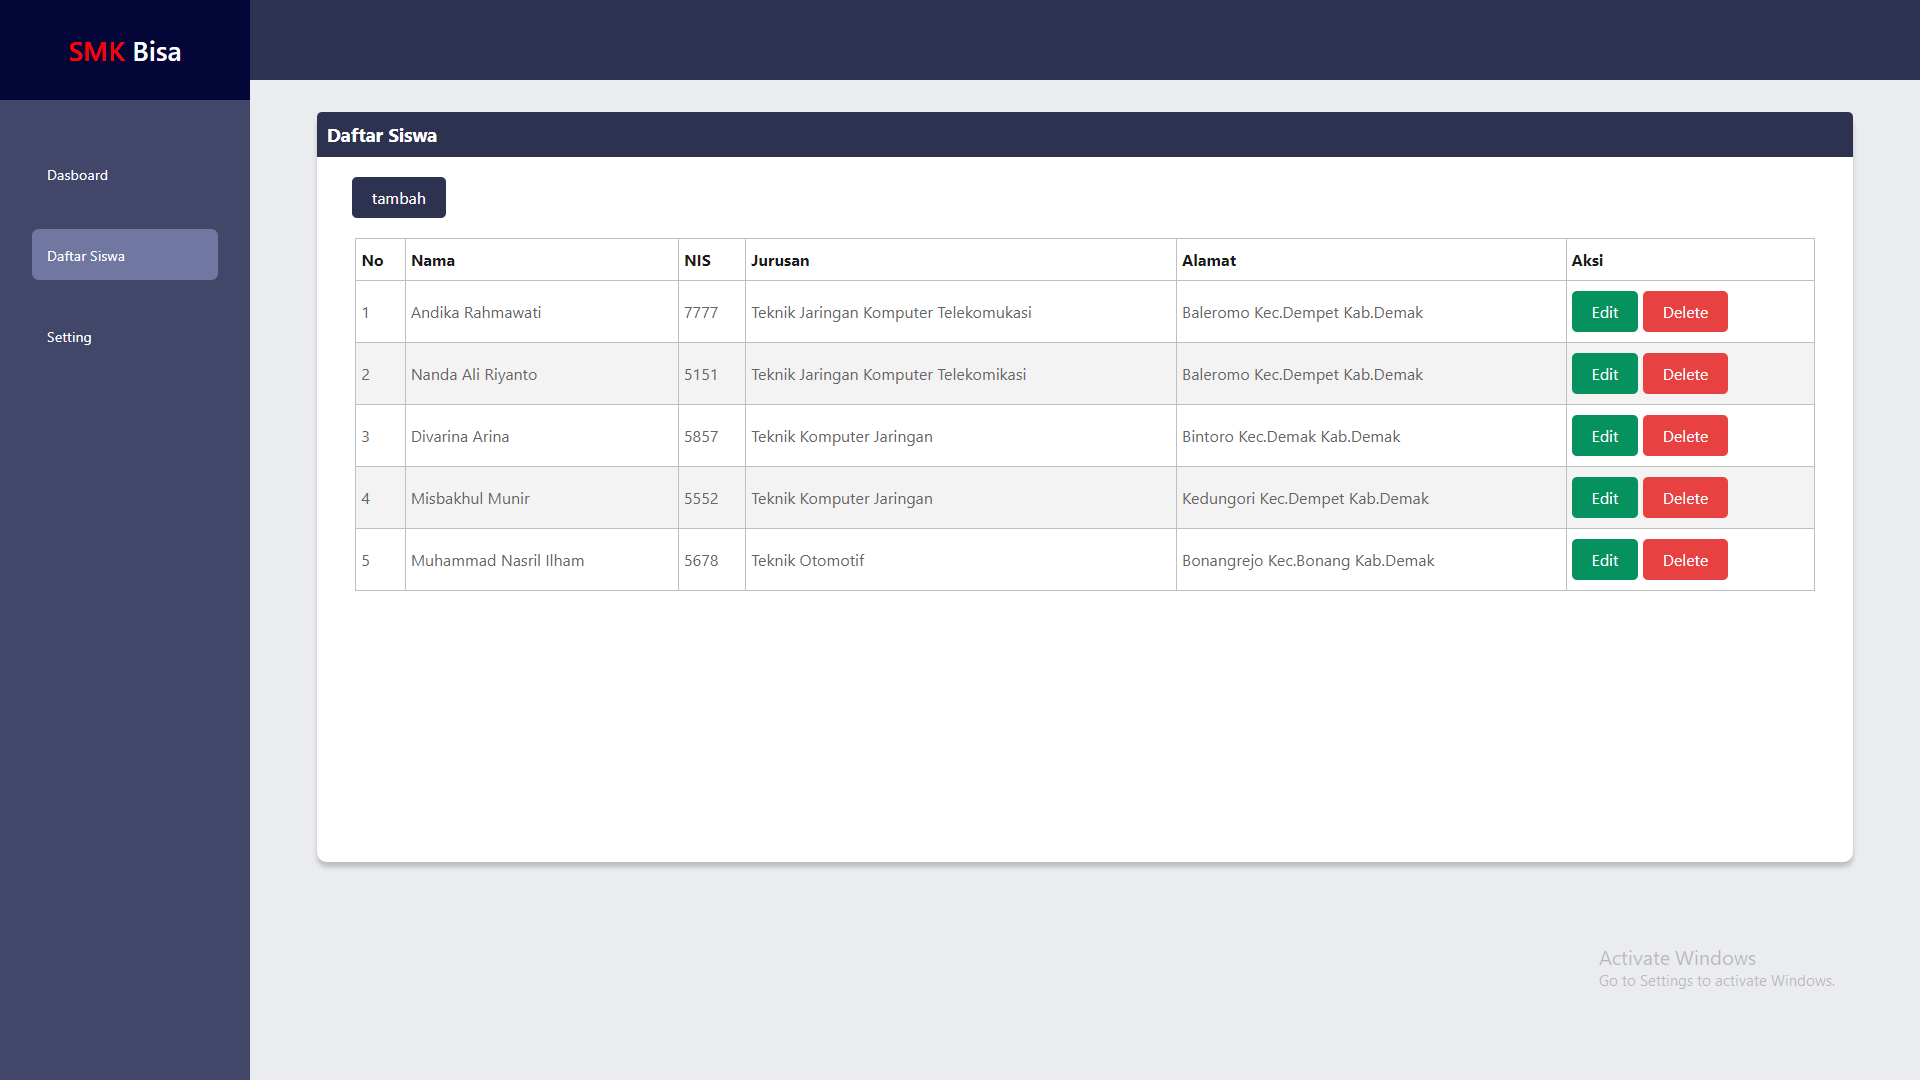 SMK Bisa
Dasboard
Daftar Siswa
Setting
Daftar Siswa
tambah
No Nama NIS Jurusan Alamat Aksi
1 Andika Rahmawati 7777 Teknik Jaringan Komputer Telekomukasi Baleromo Kec.Dempet Kab.Demak Edit Delete
2 Nanda Ali Riyanto 5151 Teknik Jaringan Komputer Telekomikasi Baleromo Kec.Dempet Kab.Demak Edit Delete
3 Divarina Arina 5857 Teknik Komputer Jaringan Bintoro Kec.Demak Kab.Demak Edit Delete
4 Misbakhul Munir 5552 Teknik Komputer Jaringan Kedungori Kec.Dempet Kab.Demak Edit Delete
5 Muhammad Nasril Ilham 5678 Teknik Otomotif Bonangrejo Kec.Bonang Kab.Demak Edit Delete
Activate Windows
Go to Settings to activate Windows.